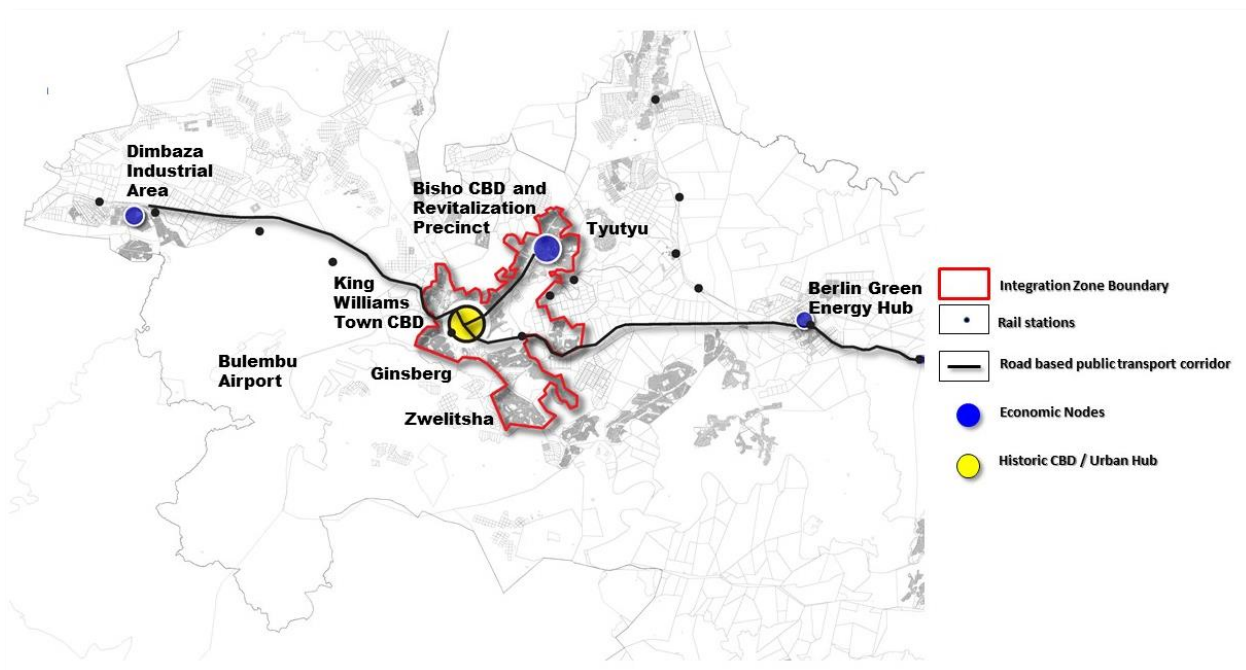 Dimbaza
Industrial
Area
Bisho CBD and
Revitalization
Precinct
Tyutyu
King
Williams
Town CBD
Berlin Green
Energy Hub
Bulembu
Airport
Ginsberg
Zwelitsha
Integration Zone Boundary
Rail stations
Road based public transport corridor
Economic Nodes
Historic CBD / Urban Hub